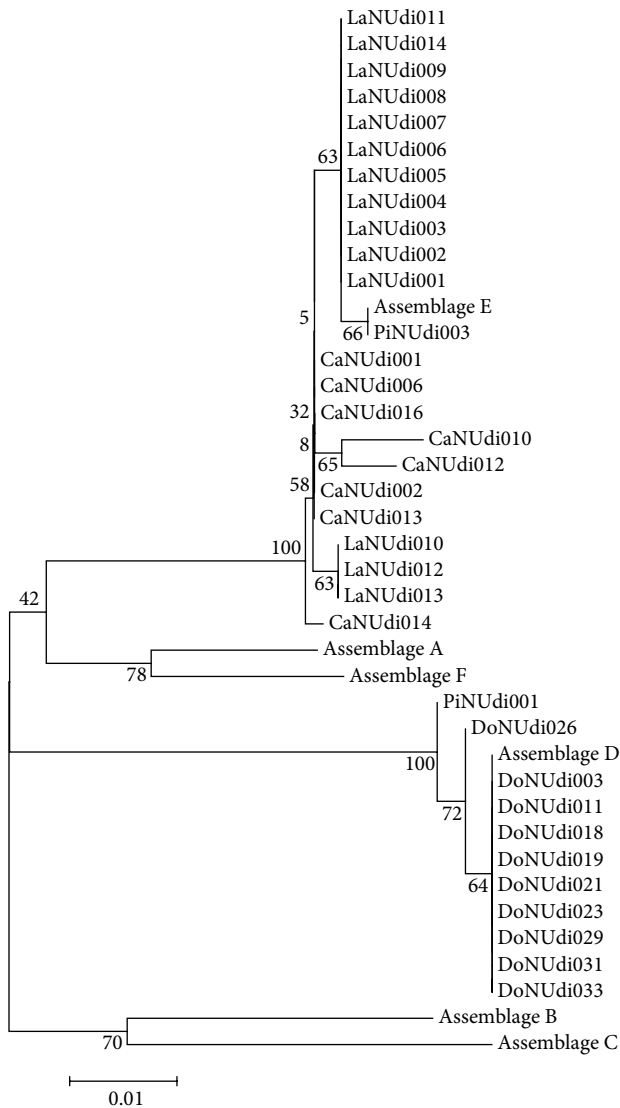 LaNUdi011
LaNUdi014
LaNUdi009
LaNUdi008
LaNUdi007
LaNUdi006
63
LaNUdi005
LaNUdi004
LaNUdi003
LaNUdi002
LaNUdi001
Assemblage E
5
66
PiNUdi003
CaNUdi001
CaNUdi006
32
CaNUdi016
8
CaNUdi010
65
CaNUdi012
58
CaNUdi002
CaNUdi013
100
LaNUdi010
LaNUdi012
63
LaNUdi013
42
CaNUdi014
Assemblage A
78
Assemblage F
PiNUdi001
DoNUdi026
Assemblage D
100
DoNUdi003
DoNUdi011
72
DoNUdi018
DoNUdi019
64
DoNUdi021
DoNUdi023
DoNUdi029
DoNUdi031
DoNUdi033
Assemblage B
70
Assemblage C
0.01